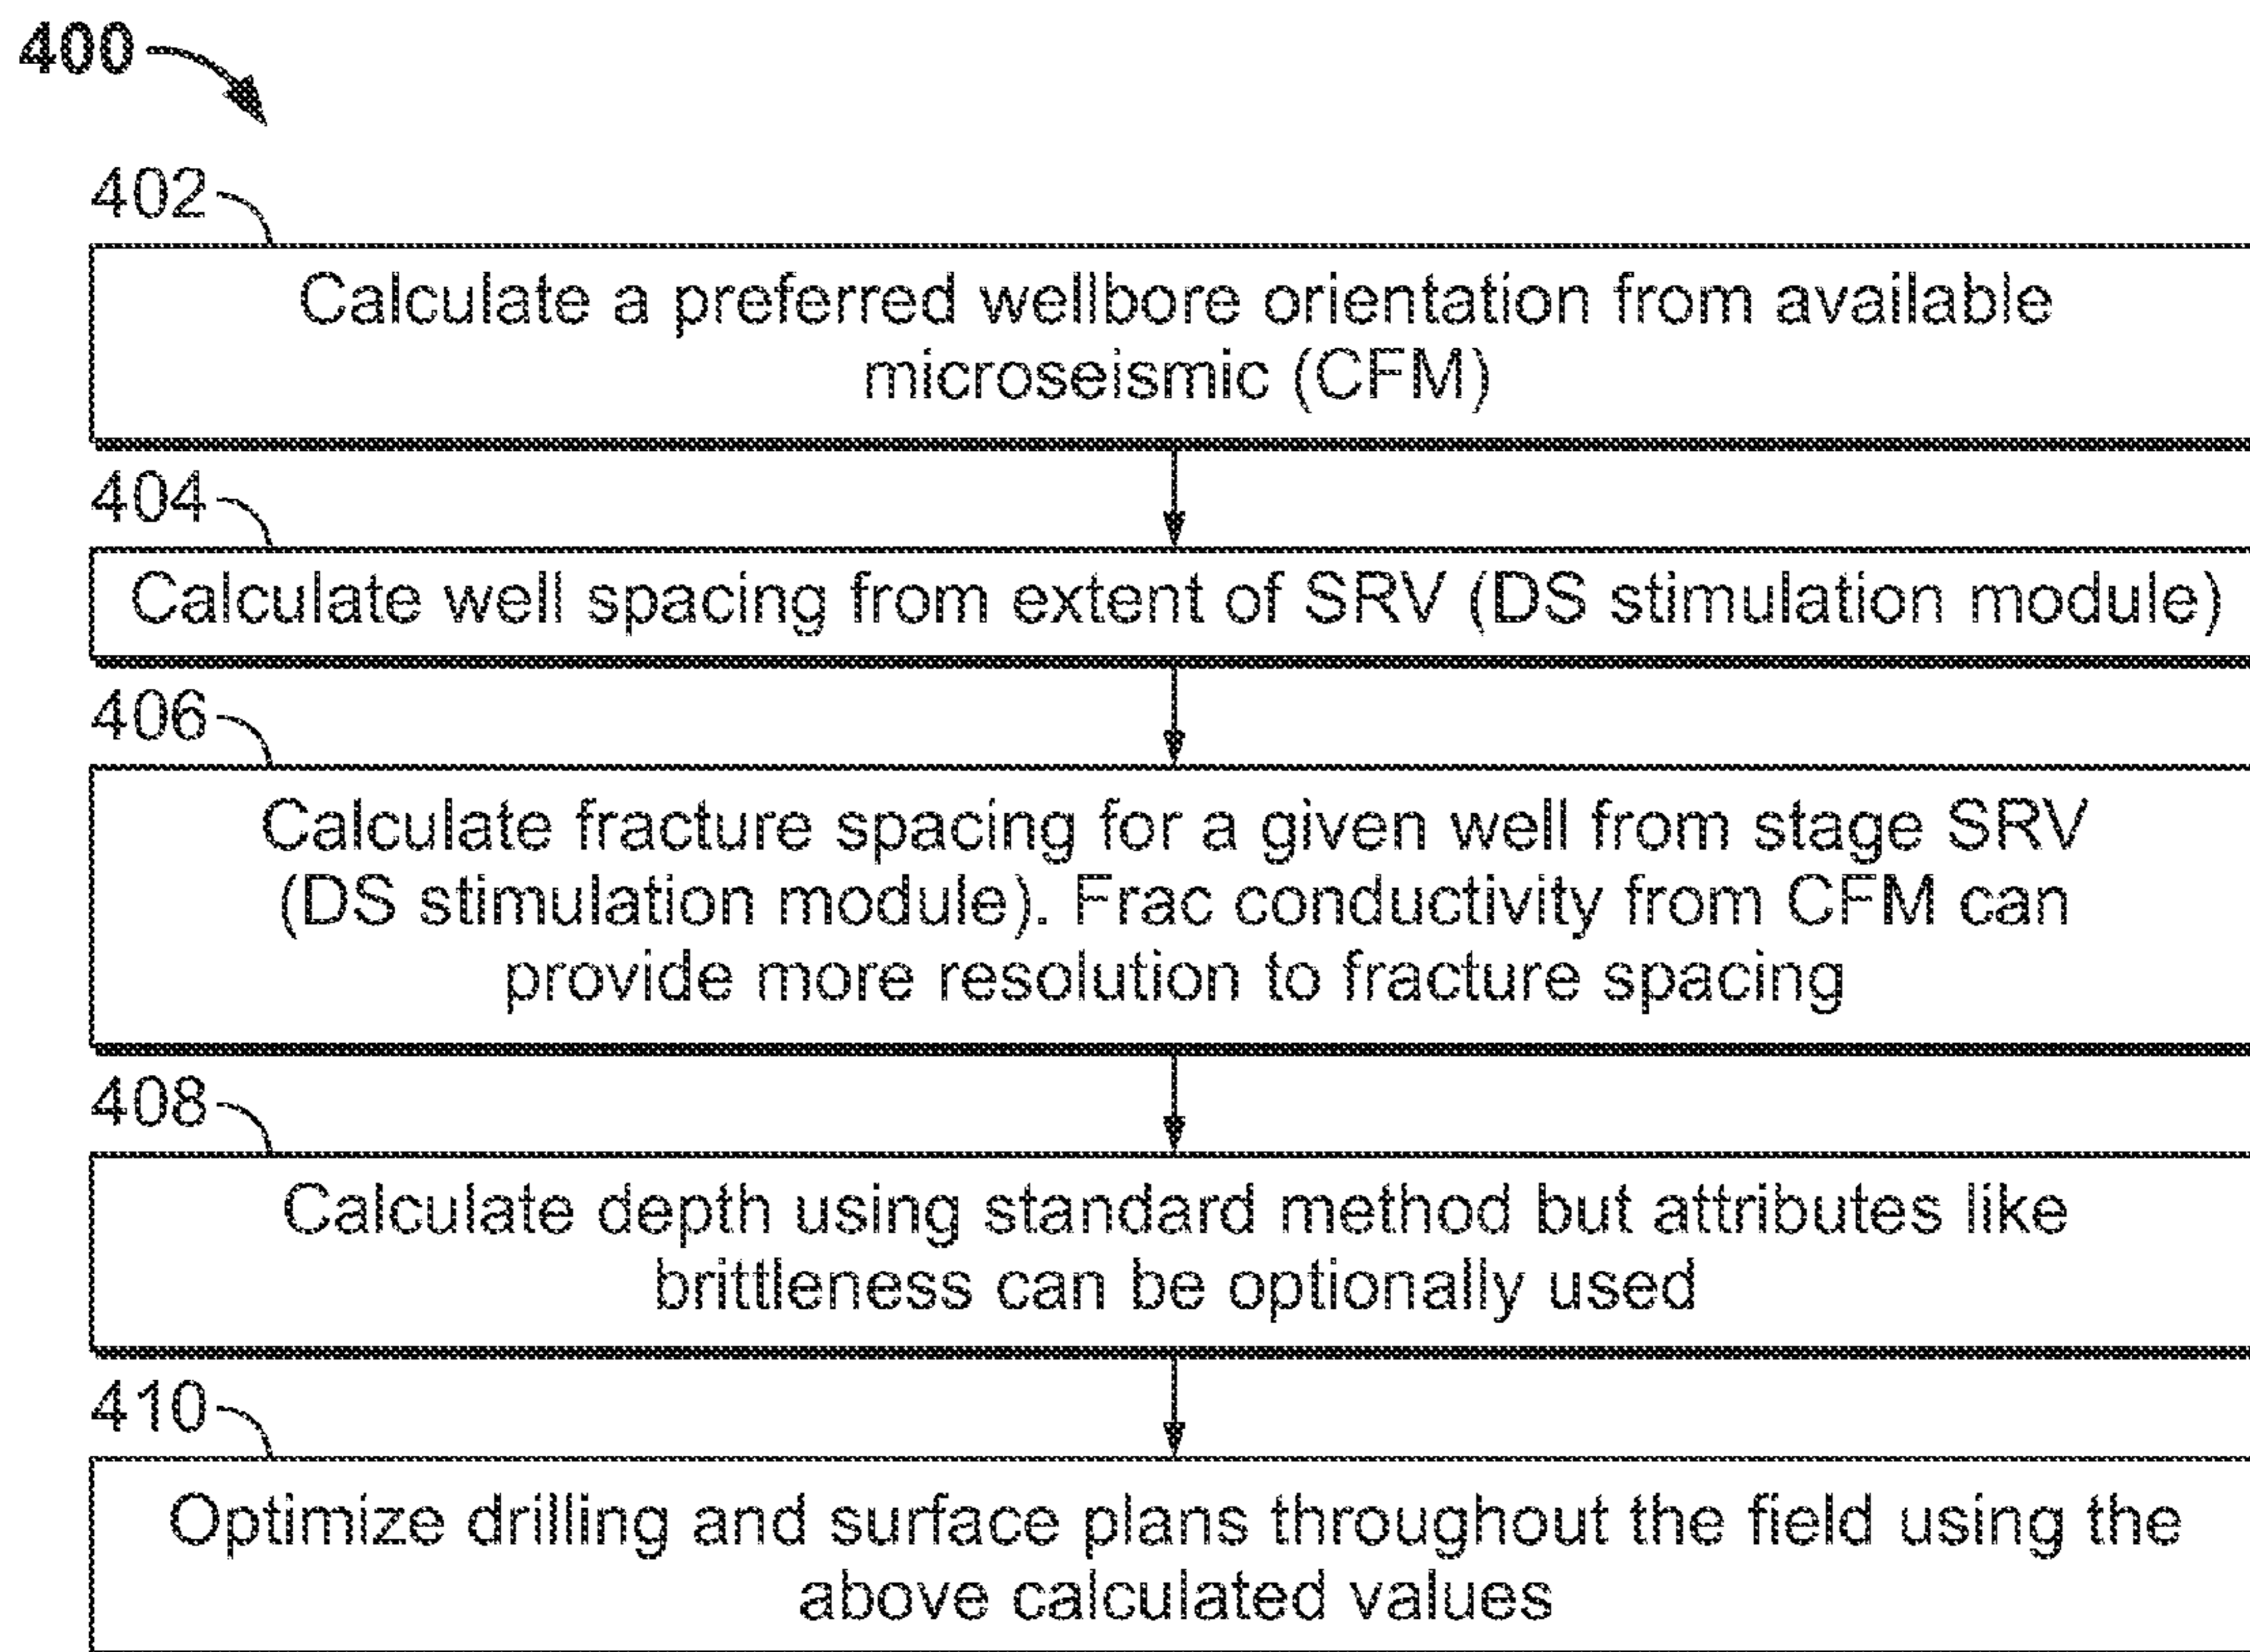 400
402
Calculate a preferred wellbore orientation from available
microseismic (CFM)
404
Calculate well spacing from extent of SRV (DS stimulation module)
406
Calculate fracture spacing for a given well from stage SRV
(DS stimulation module). Frac conductivity from CFM can
provide more resolution to fracture spacing
408
Calculate depth using standard method but attributes like
brittleness can be optionally used
410
Optimize drilling and surface plans throughout the field using the
above calculated values